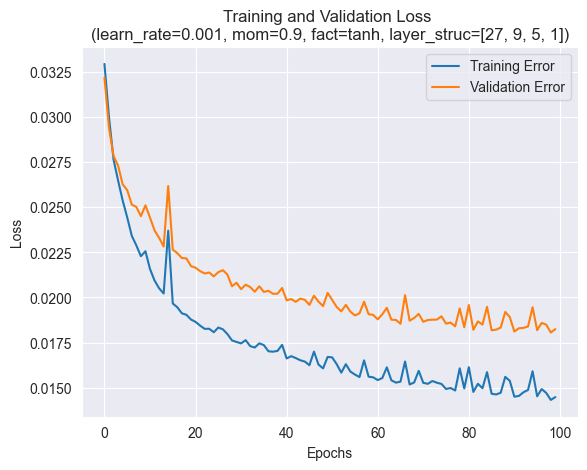 Training and Validation Loss
(learn_rate=0.001, mom=0.9, fact=tanh, layer_struc=[27, 9, 5, 1])
Training Error
Validation Error
0.0325
0.0300
0.0275
0.0250
0.0225
0.0200
0.0175
0.0150
Loss
0
20
40
60
80
100
Epochs